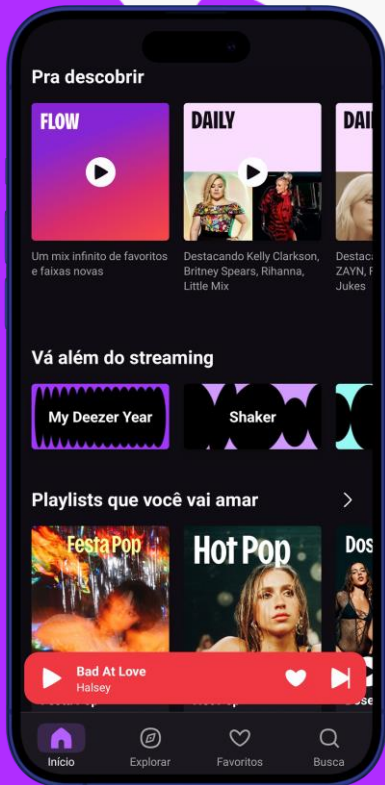 Pra descobrir
FLOW
DAILY
DAI
Um mix infinito de favoritos
e faixas novas
Destacando Kelly Clarkson,
Britney Spears, Rihanna,
Little Mix
Destaca
ZAYN, F
Jukes
Vá além do streaming
My Deezer Year
Shaker
Playlists que você vai amar
Festa Pop
Hot Pop
Dos
Bad At Love
Halsey
Início
Explorar
Favoritos
Busca